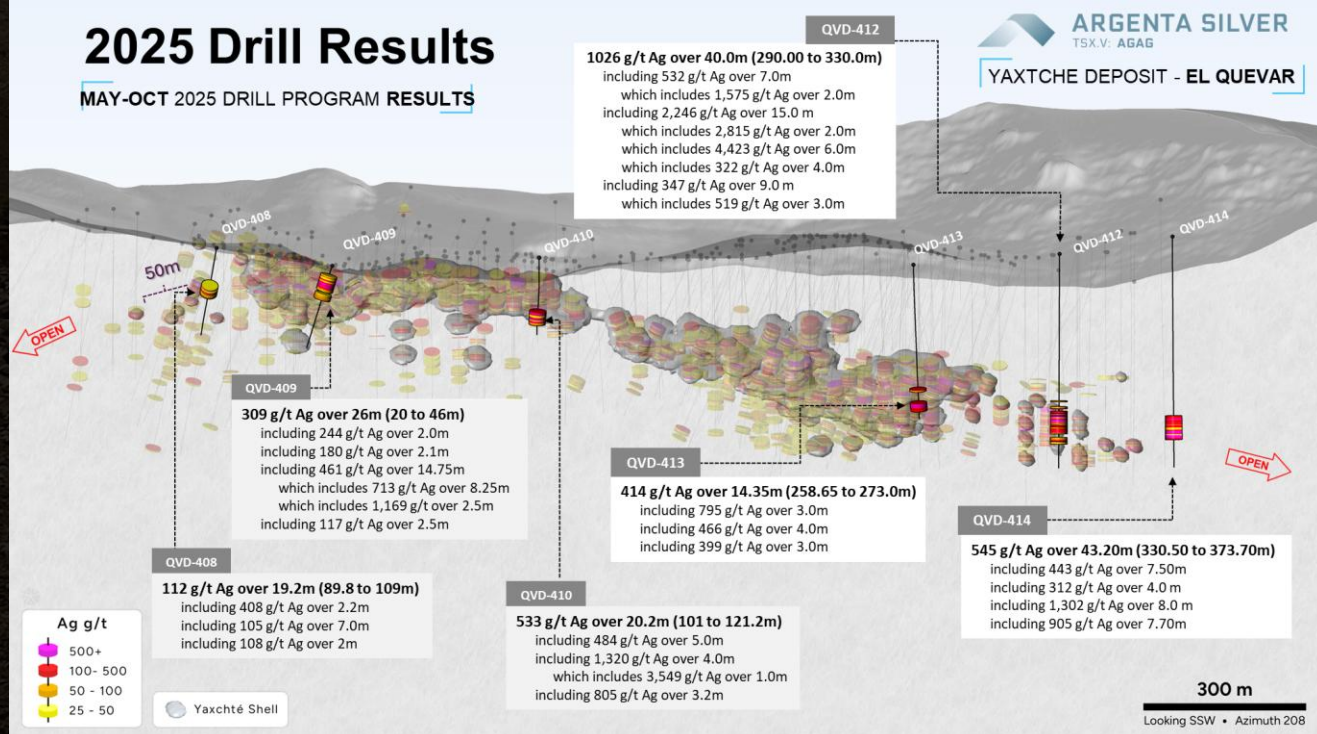 2025 Drill Results
MAY-OCT 2025 DRILL PROGRAM RESULTS
ARGENTA SILVER
TSX.V: AGAG
YAXTCHE DEPOSIT - EL QUEVAR
QVD-412
1026 g/t Ag over 40.0m (290.00 to 330.0m)
including 532 g/t Ag over 7.0m
which includes 1,575 g/t Ag over 2.0m
including 2,246 g/t Ag over 15.0 m
which includes 2,815 g/t Ag over 2.0m
which includes 4,423 g/t Ag over 6.0m
which includes 322 g/t Ag over 4.0m
including 347 g/t Ag over 9.0 m
which includes 519 g/t Ag over 3.0m
QVD-408
QVD-409
QVD-410
QVD-413
QVD-412
QVD-414
50m
OPEN
OPEN
QVD-409
309 g/t Ag over 26m (20 to 46m)
including 244 g/t Ag over 2.0m
including 180 g/t Ag over 2.1m
including 461 g/t Ag over 14.75m
which includes 713 g/t Ag over 8.25m
which includes 1,169 g/t over 2.5m
including 117 g/t Ag over 2.5m
QVD-413
414 g/t Ag over 14.35m (258.65 to 273.0m)
including 795 g/t Ag over 3.0m
including 466 g/t Ag over 4.0m
including 399 g/t Ag over 3.0m
QVD-414
545 g/t Ag over 43.20m (330.50 to 373.70m)
including 443 g/t Ag over 7.50m
including 312 g/t Ag over 4.0 m
including 1,302 g/t Ag over 8.0 m
including 905 g/t Ag over 7.70m
QVD-408
112 g/t Ag over 19.2m (89.8 to 109m)
including 408 g/t Ag over 2.2m
including 105 g/t Ag over 7.0m
including 108 g/t Ag over 2m
QVD-410
533 g/t Ag over 20.2m (101 to 121.2m)
including 484 g/t Ag over 5.0m
including 1,320 g/t Ag over 4.0m
which includes 3,549 g/t Ag over 1.0m
including 805 g/t Ag over 3.2m
Ag g/t
500+
100- 500
50 - 100
25 - 50
Yaxchté Shell
300 m
Looking SSW • Azimuth 208